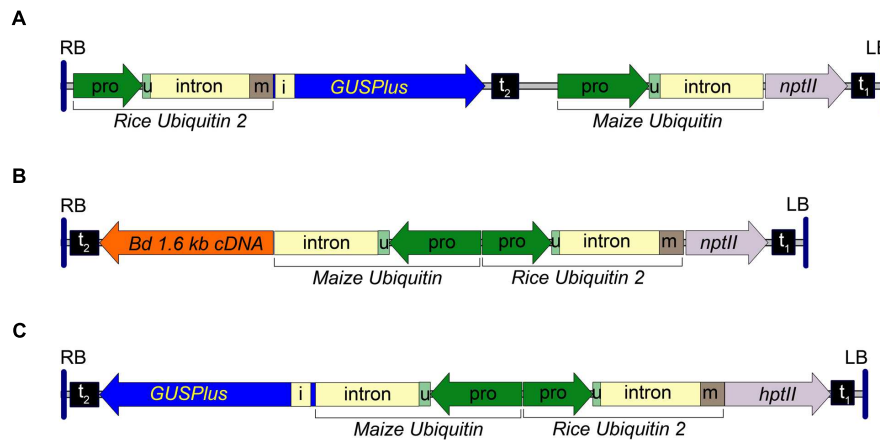 A
RB LB
pro u intron m i GUSPlus t2 pro u intron nptII t1
Rice Ubiquitin 2 Maize Ubiquitin
B
RB LB
t2 Bd 1.6 kb cDNA intron u pro pro u intron m nptII t1
Maize Ubiquitin Rice Ubiquitin 2
C
RB LB
t2 GUSPlus i intron u pro pro u intron m hptII t1
Maize Ubiquitin Rice Ubiquitin 2